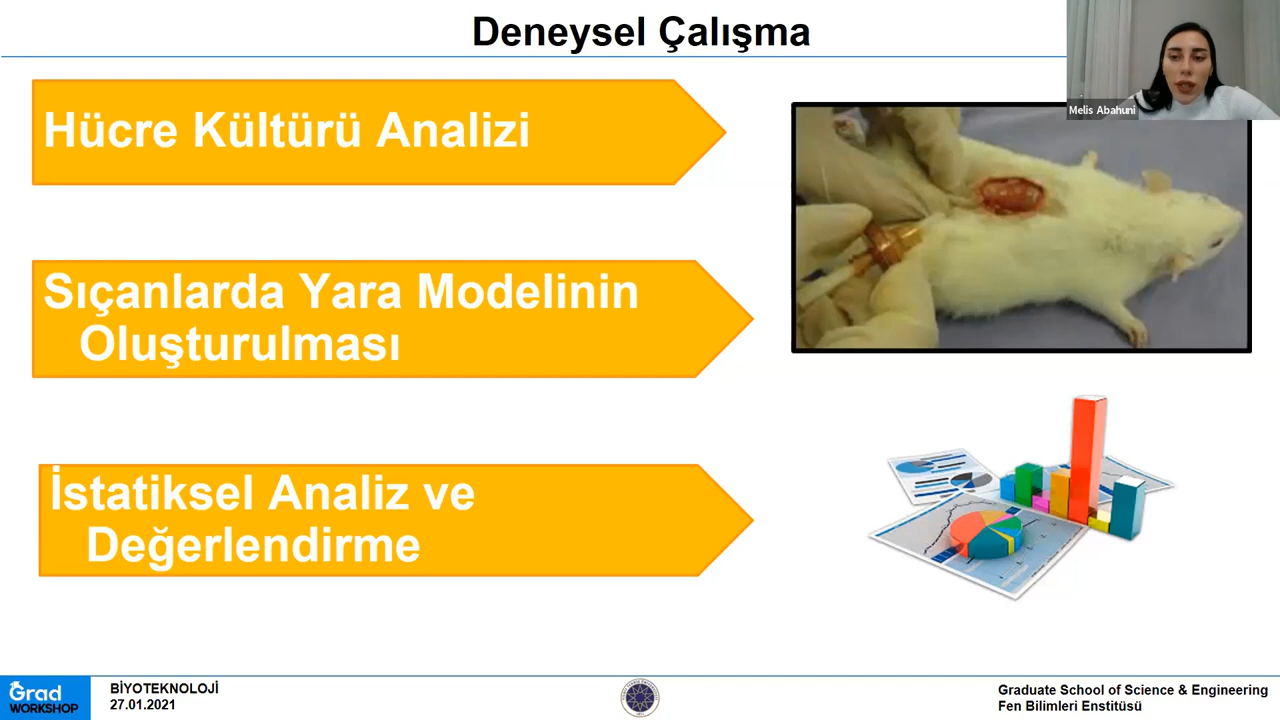 Deneysel Çalışma
Melis Abahuni
Hücre Kültürü Analizi
Sıçanlarda Yara Modelinin
Oluşturulması
İstatiksel Analiz ve
Değerlendirme
Grad
WORKSHOP
BİYOTEKNOLOJİ
27.01.2021
Graduate School of Science & Engineering
Fen Bilimleri Enstitüsü